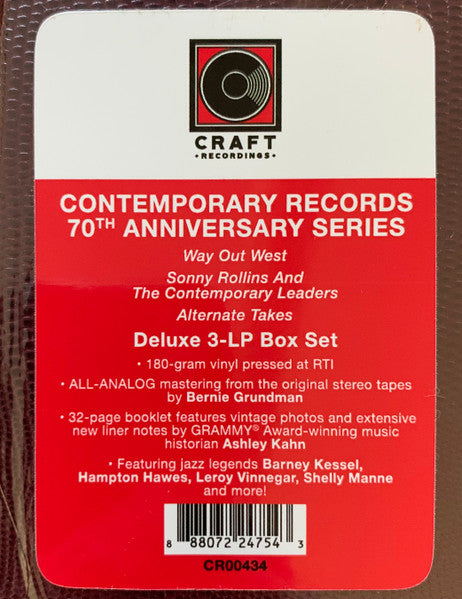 CRAFT
• RECORDINGS •
CONTEMPORARY RECORDS
70TH ANNIVERSARY SERIES
Way Out West
Sonny Rollins And
The Contemporary Leaders
Alternate Takes
Deluxe 3-LP Box Set
• 180-gram vinyl pressed at RTI
• ALL-ANALOG mastering from the original stereo tapes
by Bernie Grundman
• 32-page booklet features vintage photos and extensive
new liner notes by GRAMMY® Award-winning music
historian Ashley Kahn
• Featuring jazz legends Barney Kessel,
Hampton Hawes, Leroy Vinnegar, Shelly Manne
and more!
8 88072 24754 3
CR00434